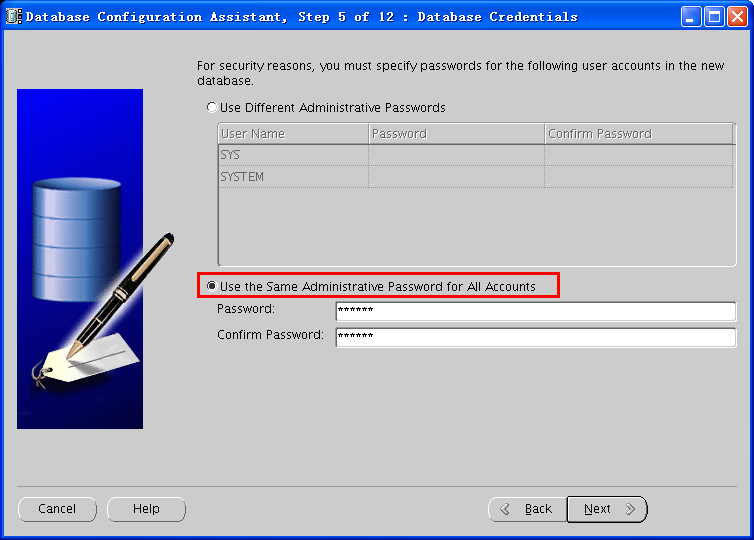 Database Configuration Assistant, Step 5 of 12 : Database Credentials
For security reasons, you must specify passwords for the following user accounts in the new
database.
Use Different Administrative Passwords
User Name Password Confirm Password
SYS
SYSTEM
Use the Same Administrative Password for All Accounts
Password: ******
Confirm Password: ******
Cancel Help Back Next